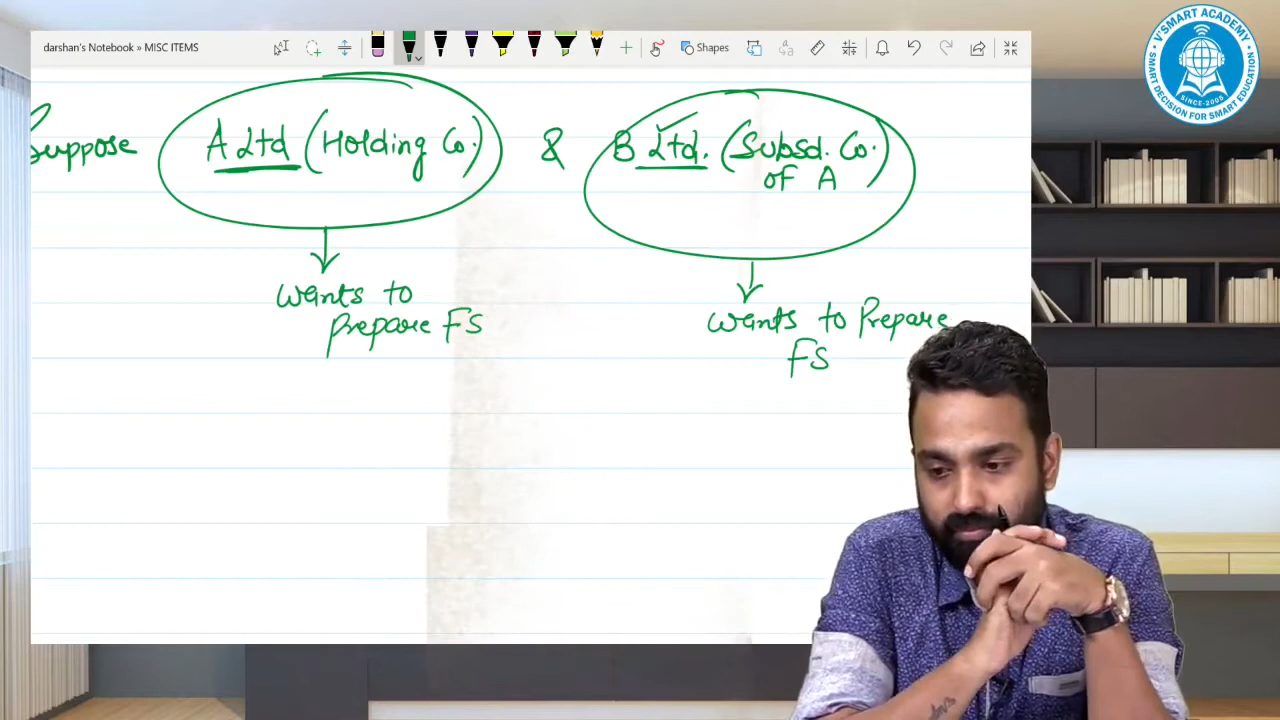 darshan's Notebook » MISC ITEMS
Shapes
V'SMART ACADEMY
SINCE-2005
SMART DECISION FOR SMART EDUCATION
Suppose A Ltd (Holding Co.) & B Ltd. (Subsd. Co.)
of A
wants to
prepare FS
wants to prepare
FS